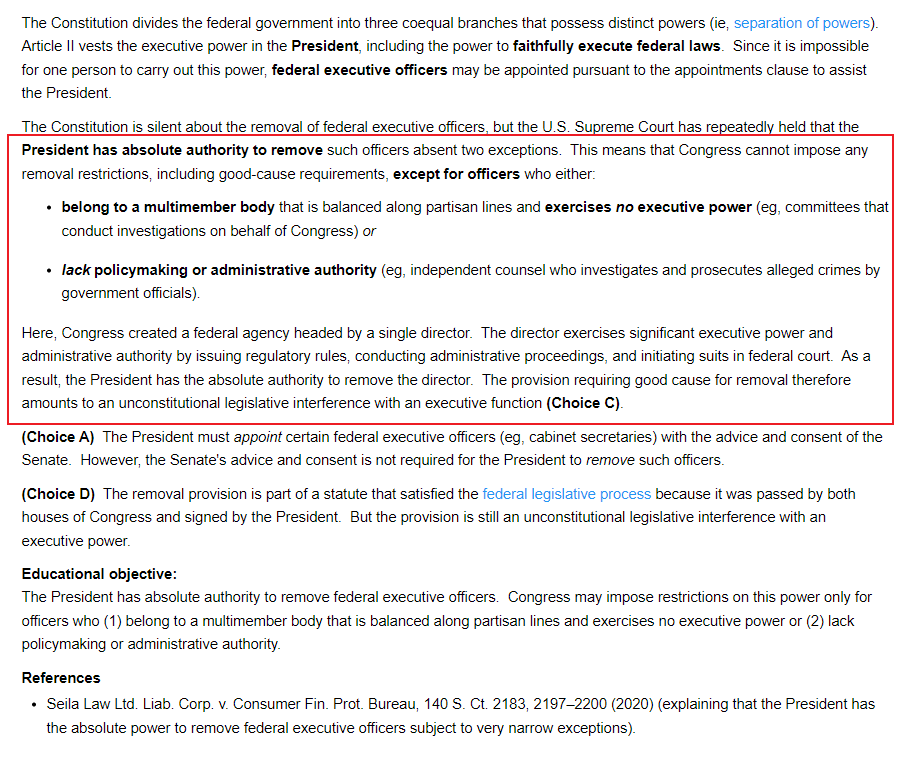 The Constitution divides the federal government into three coequal branches that possess distinct powers (ie, separation of powers).
Article II vests the executive power in the President, including the power to faithfully execute federal laws. Since it is impossible
for one person to carry out this power, federal executive officers may be appointed pursuant to the appointments clause to assist
the President.
The Constitution is silent about the removal of federal executive officers, but the U.S. Supreme Court has repeatedly held that the
President has absolute authority to remove such officers absent two exceptions. This means that Congress cannot impose any
removal restrictions, including good-cause requirements, except for officers who either:
• belong to a multimember body that is balanced along partisan lines and exercises no executive power (eg, committees that
conduct investigations on behalf of Congress) or
• lack policymaking or administrative authority (eg, independent counsel who investigates and prosecutes alleged crimes by
government officials).
Here, Congress created a federal agency headed by a single director. The director exercises significant executive power and
administrative authority by issuing regulatory rules, conducting administrative proceedings, and initiating suits in federal court. As a
result, the President has the absolute authority to remove the director. The provision requiring good cause for removal therefore
amounts to an unconstitutional legislative interference with an executive function (Choice C).
(Choice A) The President must appoint certain federal executive officers (eg, cabinet secretaries) with the advice and consent of the
Senate. However, the Senate's advice and consent is not required for the President to remove such officers.
(Choice D) The removal provision is part of a statute that satisfied the federal legislative process because it was passed by both
houses of Congress and signed by the President. But the provision is still an unconstitutional legislative interference with an
executive power.
Educational objective:
The President has absolute authority to remove federal executive officers. Congress may impose restrictions on this power only for
officers who (1) belong to a multimember body that is balanced along partisan lines and exercises no executive power or (2) lack
policymaking or administrative authority.
References
• Seila Law Ltd. Liab. Corp. v. Consumer Fin. Prot. Bureau, 140 S. Ct. 2183, 2197–2200 (2020) (explaining that the President has
the absolute power to remove federal executive officers subject to very narrow exceptions).